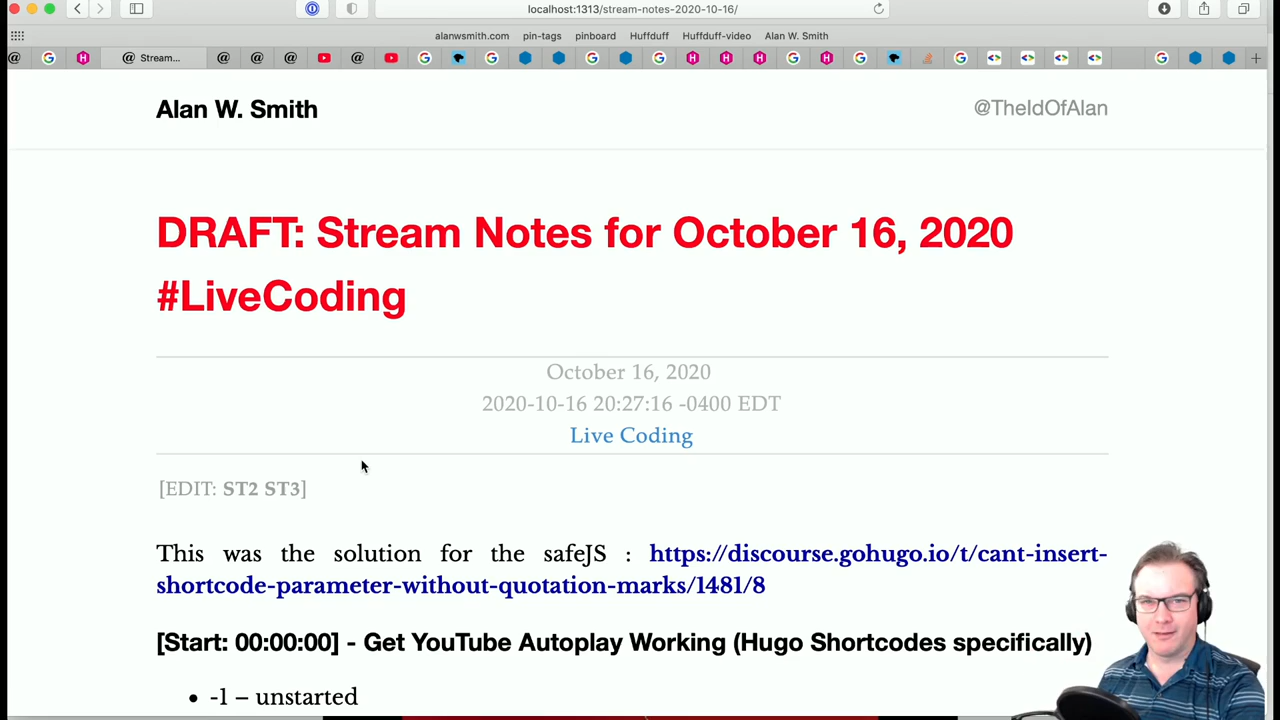 localhost:1313/stream-notes-2020-10-16/
alanwsmith.com pin-tags pinboard Huffduff Huffduff-video Alan W. Smith
Stream...
Alan W. Smith
@TheIdOfAlan
DRAFT: Stream Notes for October 16, 2020
#LiveCoding
October 16, 2020
2020-10-16 20:27:16 -0400 EDT
Live Coding
[EDIT: ST2 ST3]
This was the solution for the safeJS : https://discourse.gohugo.io/t/cant-insert-
shortcode-parameter-without-quotation-marks/1481/8
[Start: 00:00:00] - Get YouTube Autoplay Working (Hugo Shortcodes specifically)
• -1 – unstarted